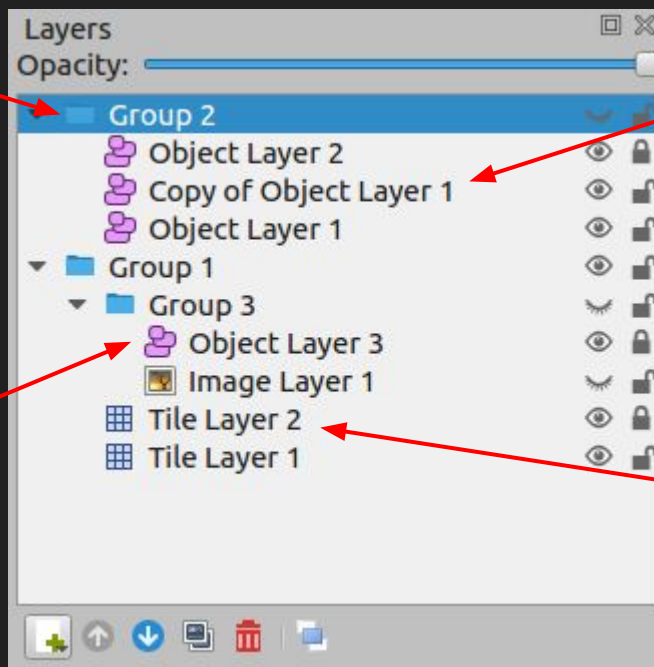 Layers
Opacity:
Group 2
Object Layer 2
Copy of Object Layer 1
Object Layer 1
Group 1
Group 3
Object Layer 3
Image Layer 1
Tile Layer 2
Tile Layer 1